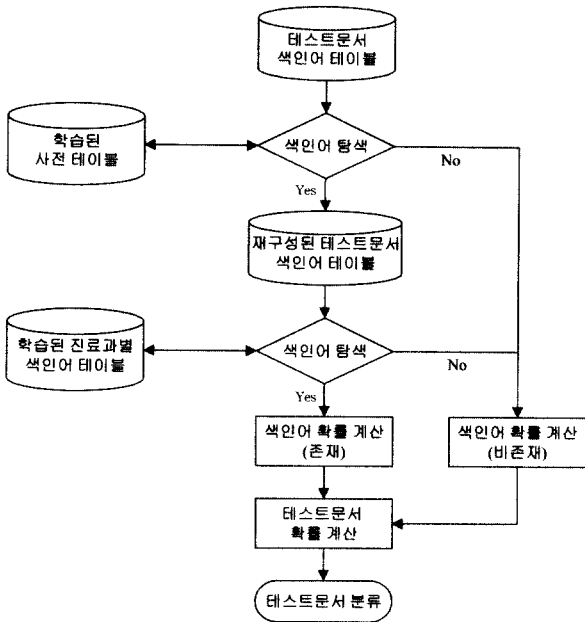 테스트문서
색인어 테이블
학습된
사전 테이블
색인어 탐색
No
Yes
재구성된 테스트문서
색인어 테이블
학습된 진료과별
색인어 테이블
색인어 탐색
No
Yes
색인어 확률 계산
(존재)
색인어 확률 계산
(비존재)
테스트문서
확률 계산
테스트문서 분류